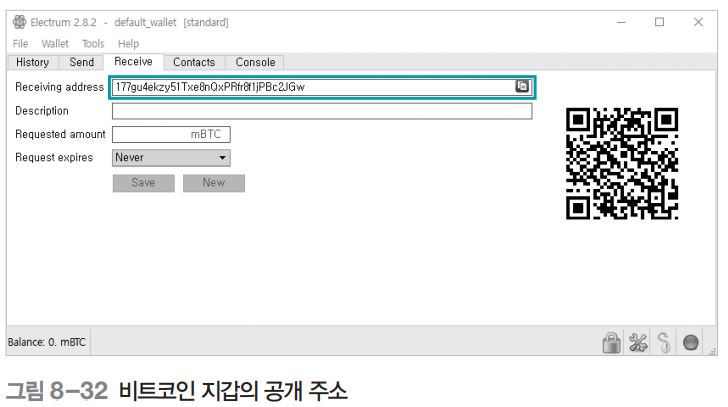 Electrum 2.8.2 - default_wallet [standard]
File Wallet Tools Help
History Send Receive Contacts Console
Receiving address 177gu4ekzy51Txe8nQxPRfr8f1jPBc2JGw
Description
Requested amount mBTC
Request expires Never
Save New
Balance: 0. mBTC
그림 8-32 비트코인 지갑의 공개 주소